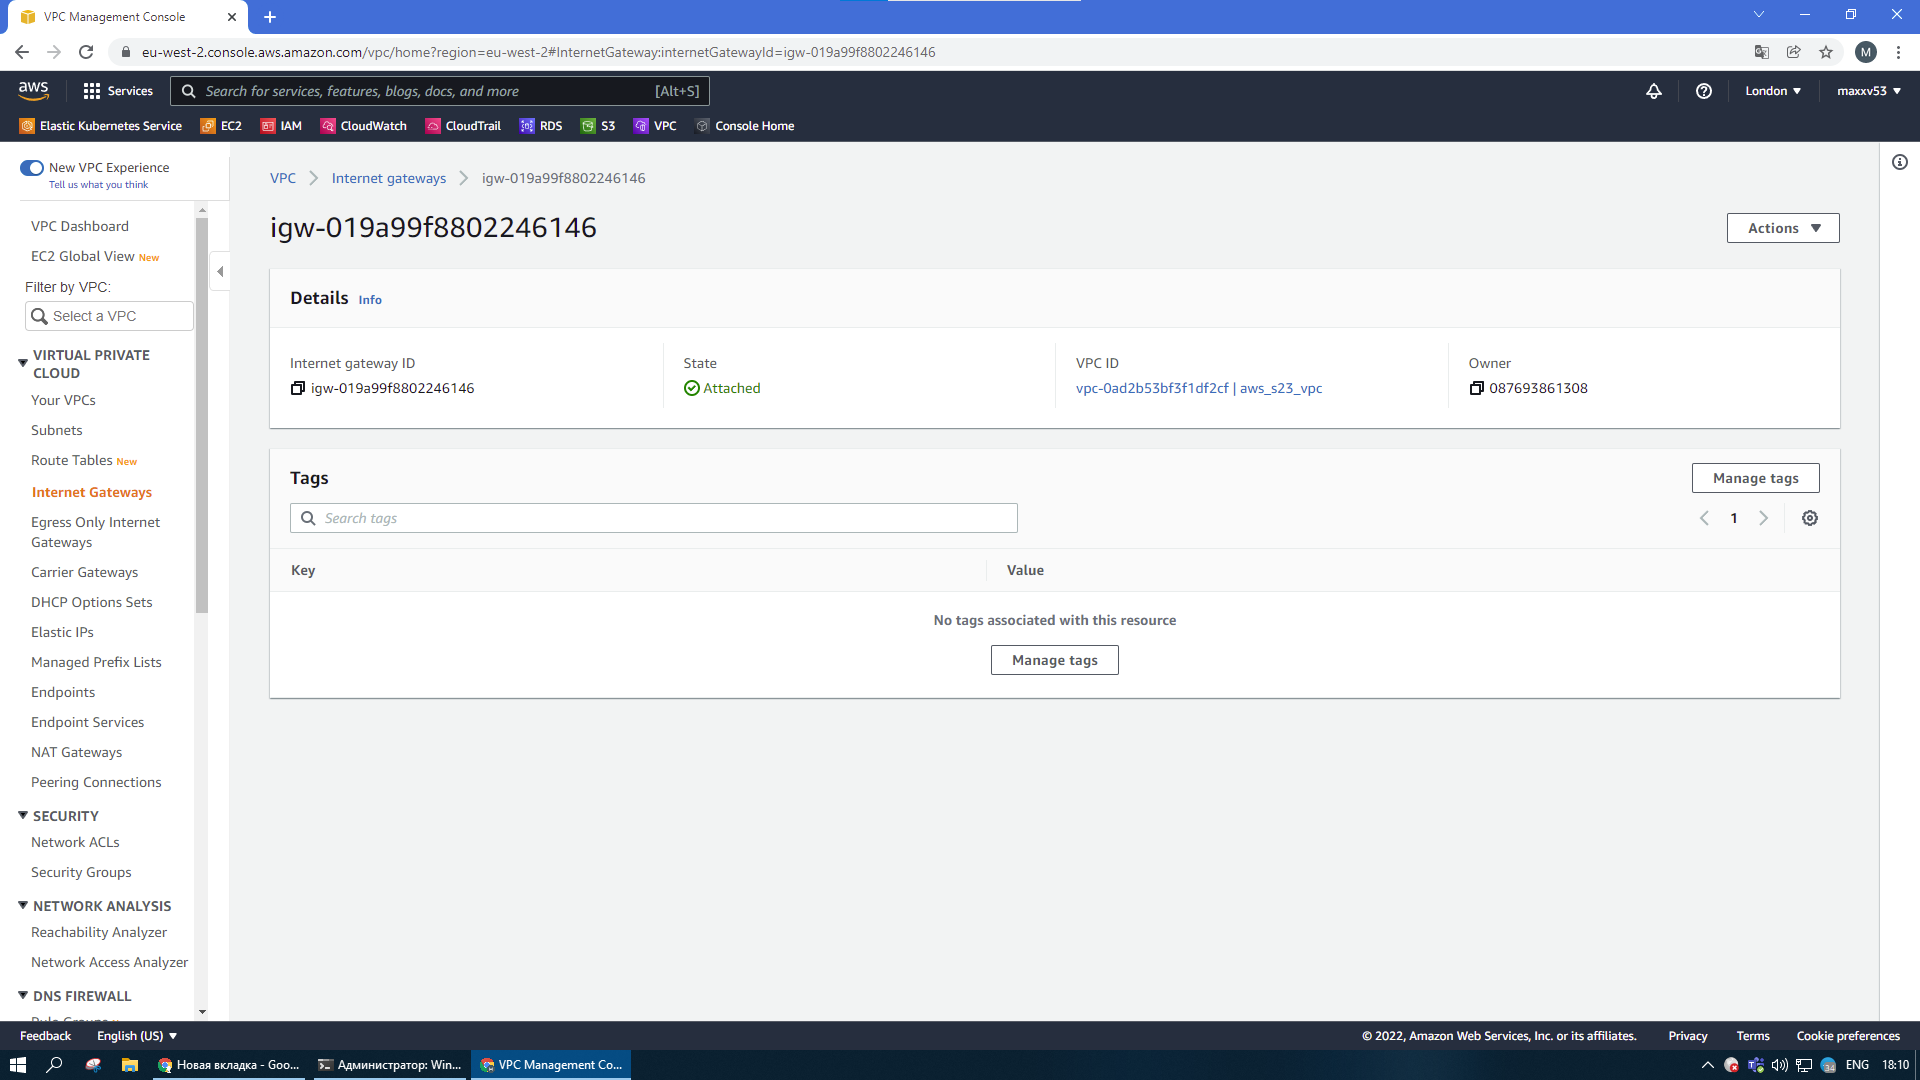 VPC Management Console
eu-west-2.console.aws.amazon.com/vpc/home?region=eu-west-2#InternetGateway:internetGatewayId=igw-019a99f8802246146
M
aws
Services
Search for services, features, blogs, docs, and more [Alt+S]
London
maxxv53
Elastic Kubernetes Service EC2 IAM CloudWatch CloudTrail RDS S3 VPC Console Home
New VPC Experience
Tell us what you think
VPC Dashboard
EC2 Global View New
Filter by VPC:
Select a VPC
VIRTUAL PRIVATE
CLOUD
Your VPCs
Subnets
Route Tables New
Internet Gateways
Egress Only Internet
Gateways
Carrier Gateways
DHCP Options Sets
Elastic IPs
Managed Prefix Lists
Endpoints
Endpoint Services
NAT Gateways
Peering Connections
SECURITY
Network ACLs
Security Groups
NETWORK ANALYSIS
Reachability Analyzer
Network Access Analyzer
DNS FIREWALL
VPC Internet gateways igw-019a99f8802246146
igw-019a99f8802246146
Actions
Details Info
Internet gateway ID
igw-019a99f8802246146
State
Attached
VPC ID
vpc-0ad2b53bf3f1df2cf | aws_s23_vpc
Owner
087693861308
Tags
Manage tags
Search tags
1
Key Value
No tags associated with this resource
Manage tags
Feedback English (US)
© 2022, Amazon Web Services, Inc. or its affiliates. Privacy Terms Cookie preferences
Новая вкладка - Goo...
Администратор: Win...
VPC Management Co...
34
ENG
18:10